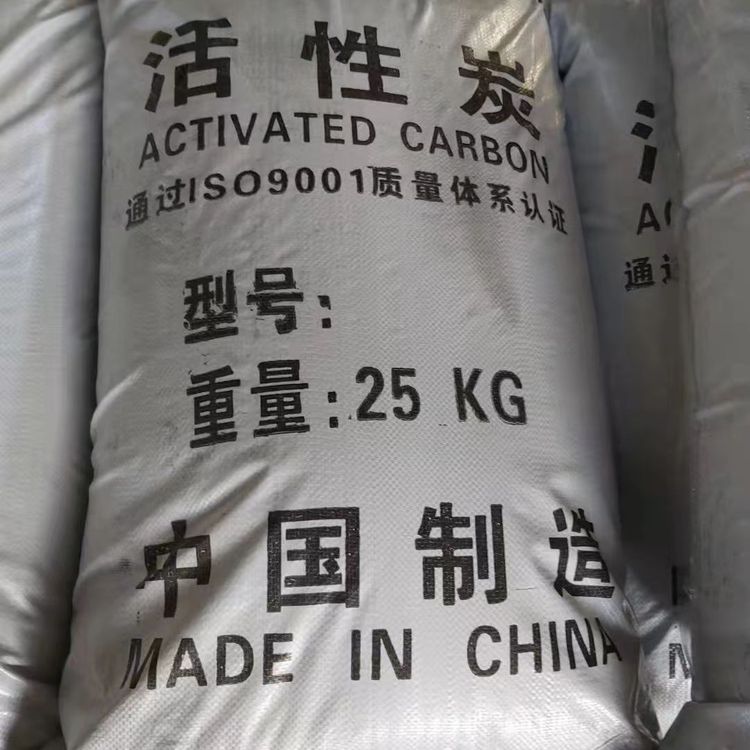 活性炭
ACTIVATED CARBON
通过ISO9001质量体系认证
型号:
重量:25 KG
中国制造
MADE IN CHINA